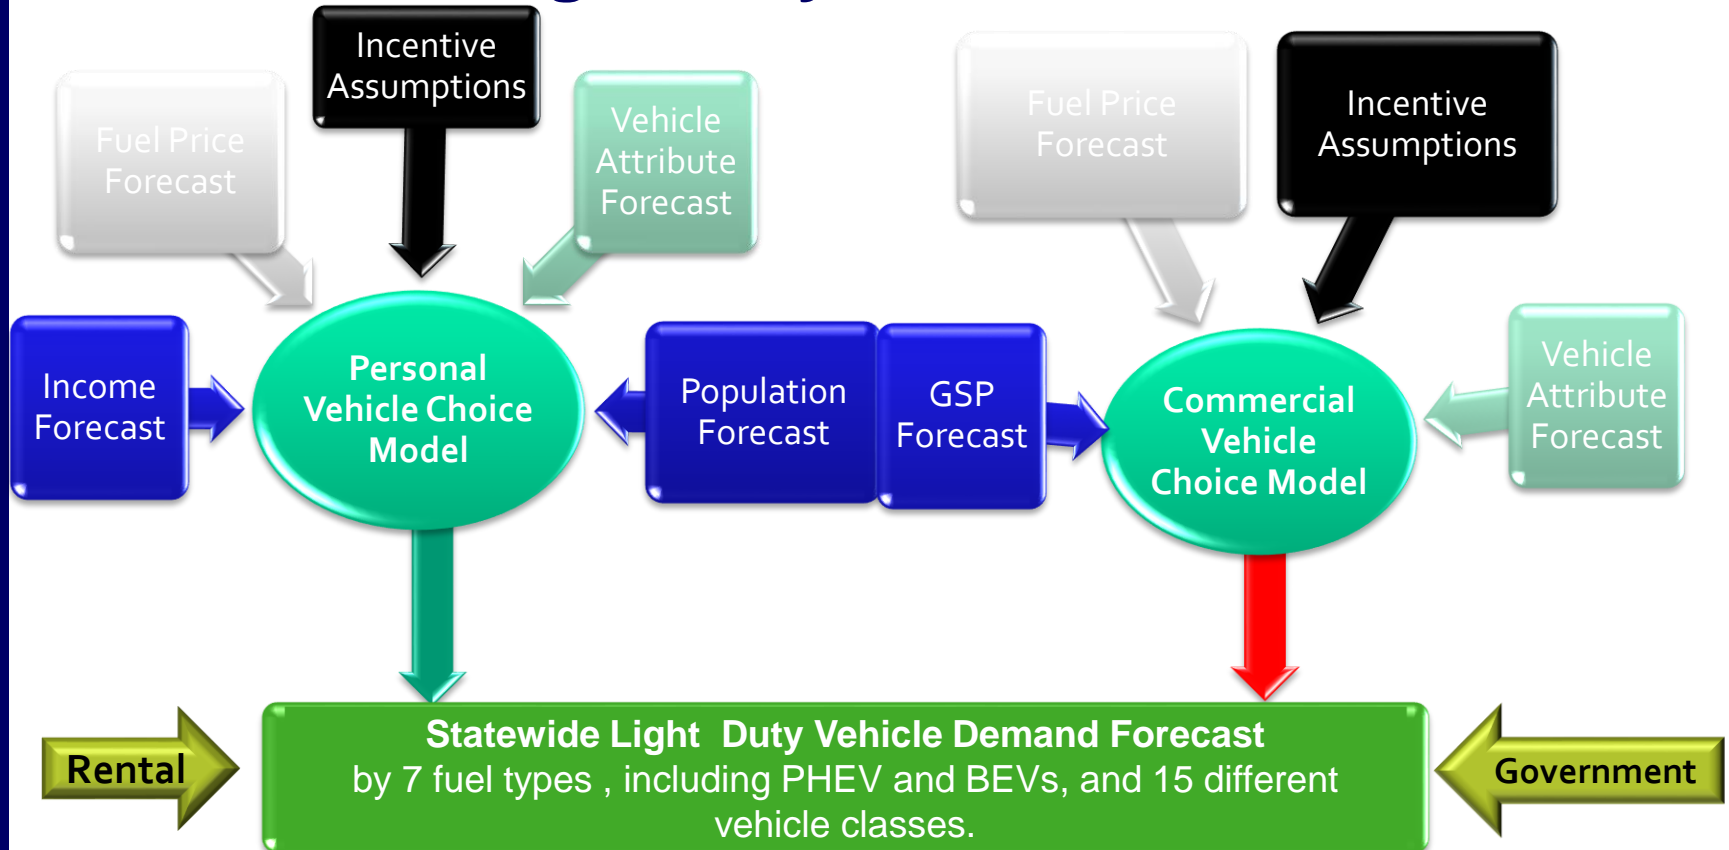 Incentive
Assumptions
Fuel Price
Forecast
Vehicle
Attribute
Forecast
Fuel Price
Forecast
Incentive
Assumptions
Income
Forecast
Personal
Vehicle Choice
Model
Population
Forecast
GSP
Forecast
Commercial
Vehicle
Choice Model
Vehicle
Attribute
Forecast
Rental
Statewide Light  Duty Vehicle Demand Forecast
by 7 fuel types , including PHEV and BEVs, and 15 different
vehicle classes.
Government